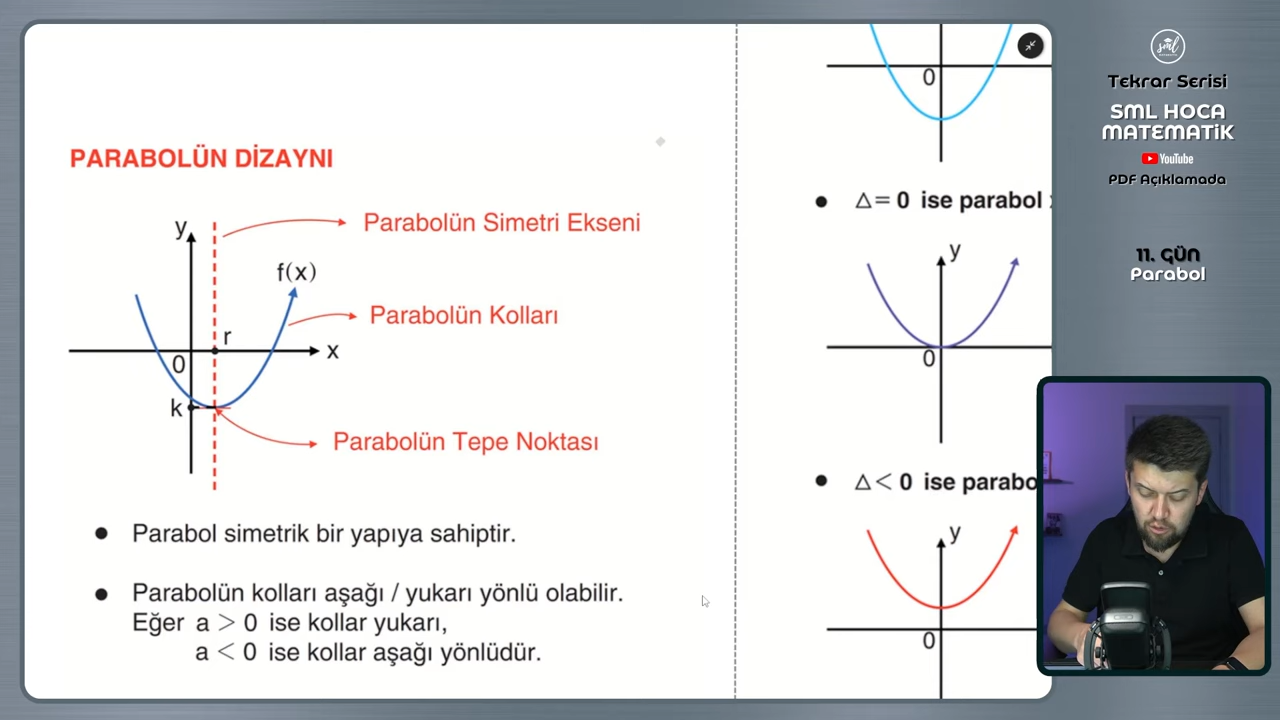 PARABOLÜN DİZAYNI
y
Parabolün Simetri Ekseni
f(x)
Parabolün Kolları
r
0
x
k
Parabolün Tepe Noktası
● Parabol simetrik bir yapıya sahiptir.
● Parabolün kolları aşağı / yukarı yönlü olabilir.
Eğer a > 0 ise kollar yukarı,
a < 0 ise kollar aşağı yönlüdür.
0
● Δ = 0 ise parabol
y
0
● Δ < 0 ise parabo
y
0
sml
Tekrar Serisi
SML HOCA
MATEMATİK
YouTube
PDF Açıklamada
11. GÜN
Parabol